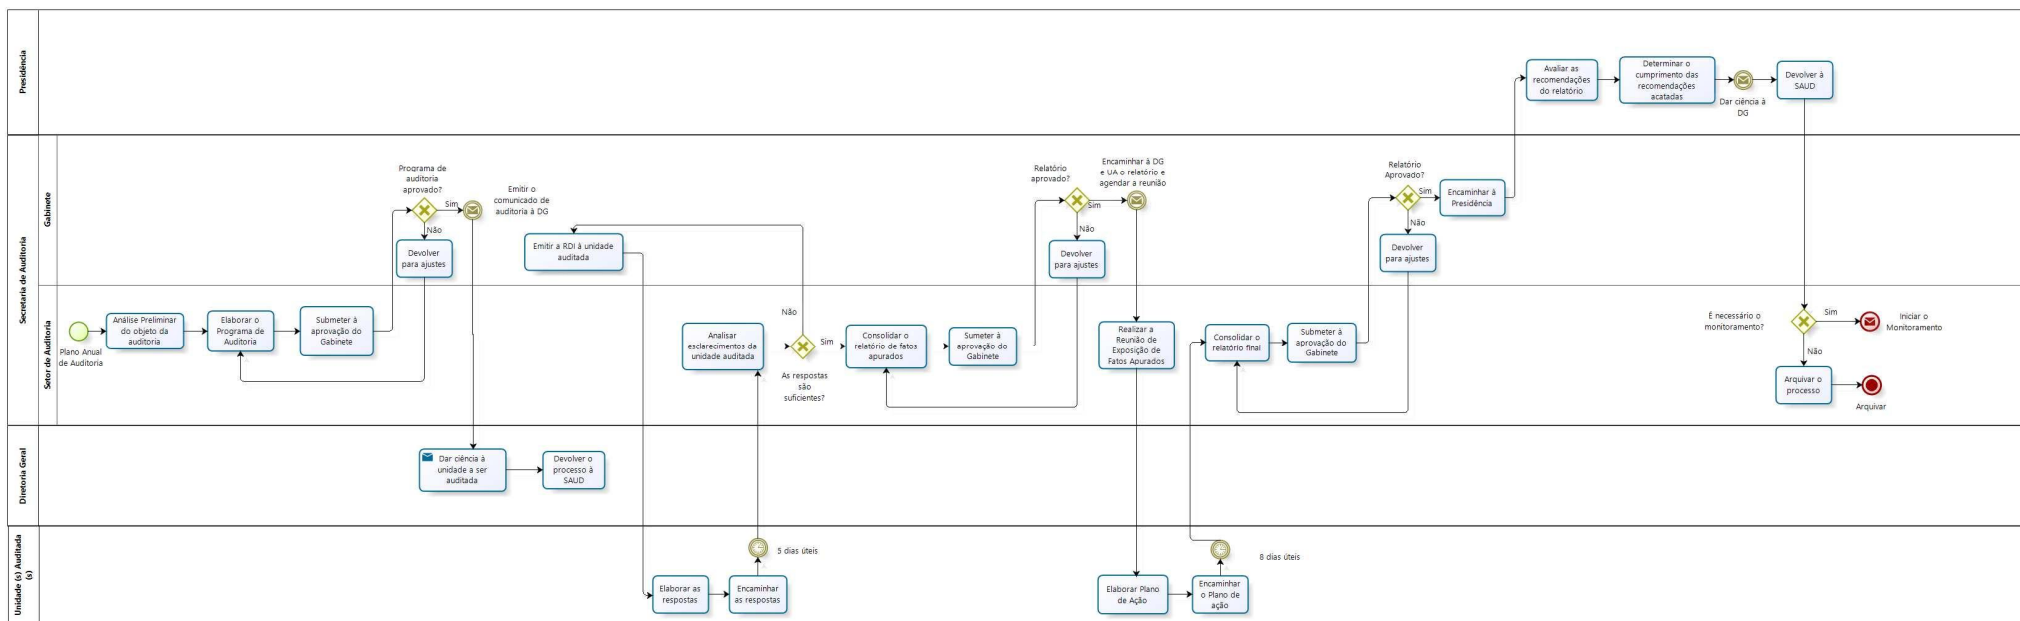 Presidência
Avaliar as
recomendações
do relatório
Determinar o
cumprimento das
recomendações
acatadas
Dar ciência à
DG
Devolver à
SAUD
Secretaria de Auditoria
Gabinete
Programa de
auditoria
aprovado?
Sim
Não
Emitir o
comunicado de
auditoria à DG
Devolver
para ajustes
Emitir a RDI à unidade
auditada
Relatório
aprovado?
Sim
Não
Encaminhar à DG
e UA o relatório e
agendar a reunião
Devolver
para ajustes
Relatório
Aprovado?
Sim
Não
Encaminhar à
Presidência
Devolver
para ajustes
Setor de Auditoria
Plano Anual
de Auditoria
Análise Preliminar
do objeto da
auditoria
Elaborar o
Programa de
Auditoria
Submeter à
aprovação do
Gabinete
Analisar
esclarecimentos da
unidade auditada
Não
Sim
As respostas
são
suficientes?
Consolidar o
relatório de fatos
apurados
Sumeter à
aprovação do
Gabinete
Realizar a
Reunião de
Exposição de
Fatos Apurados
Consolidar o
relatório final
Submeter à
aprovação do
Gabinete
É necessário o
monitoramento?
Sim
Não
Iniciar o
Monitoramento
Arquivar o
processo
Arquivar
Diretoria Geral
Dar ciência à
unidade a ser
auditada
Devolver o
processo à
SAUD
Unidade (s) Auditada
(s)
Elaborar as
respostas
Encaminhar
as respostas
5 dias úteis
Elaborar Plano
de Ação
Encaminhar
o Plano de
ação
8 dias úteis